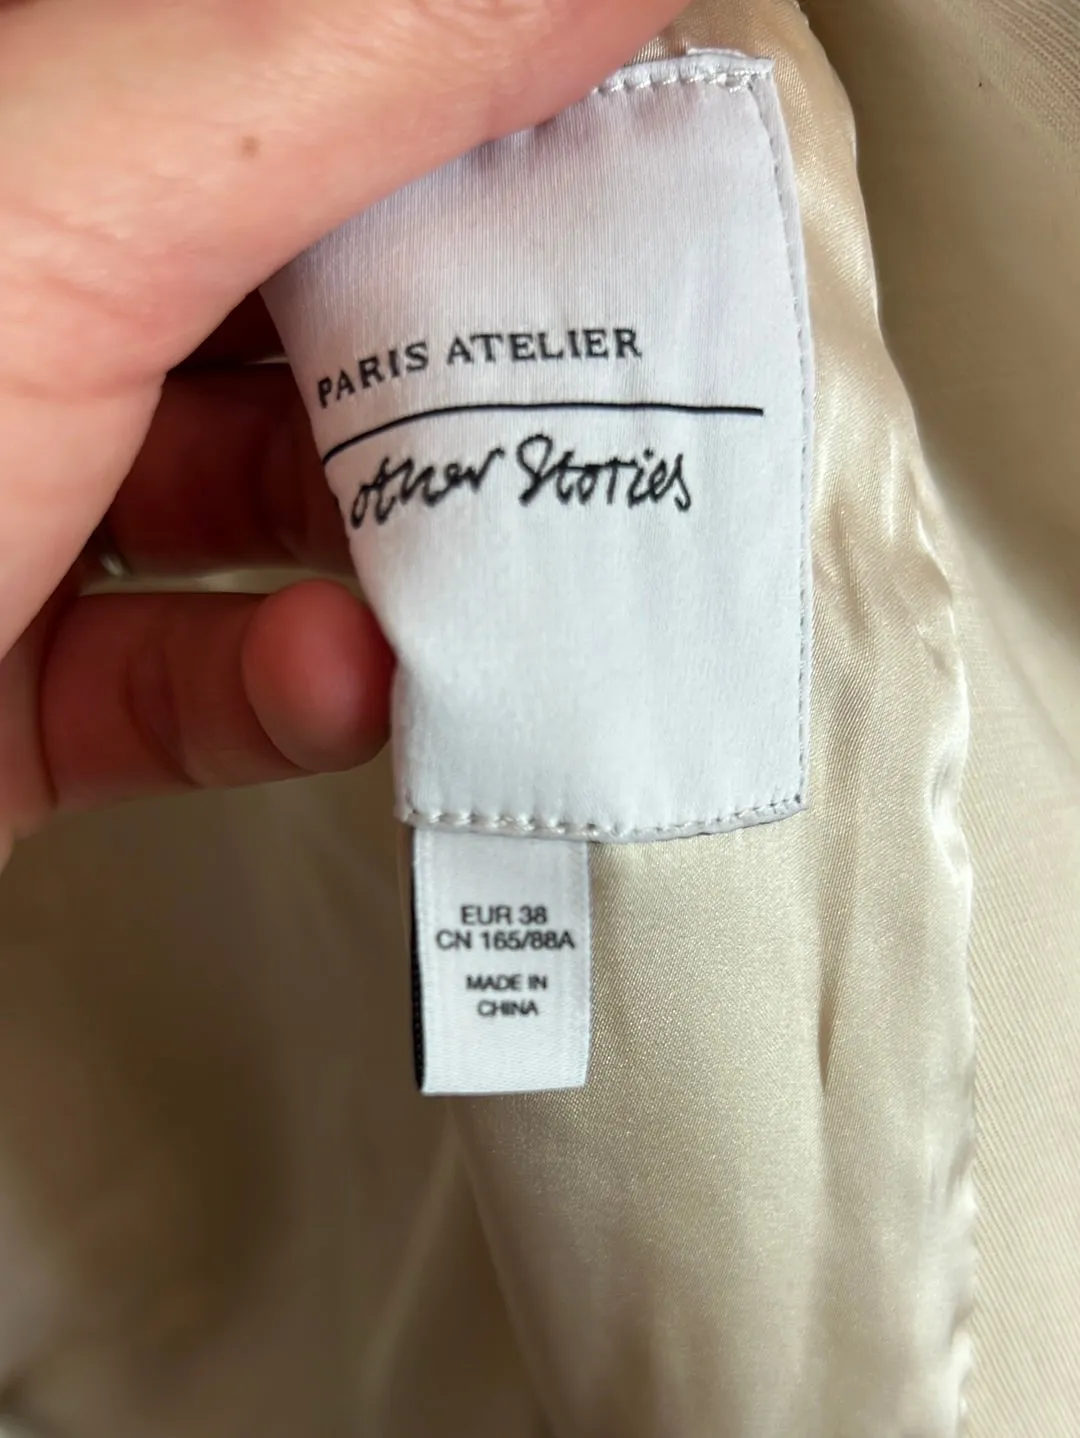 PARIS ATELIER
other Stories
EUR 38
CN 165/88A
MADE IN
CHINA